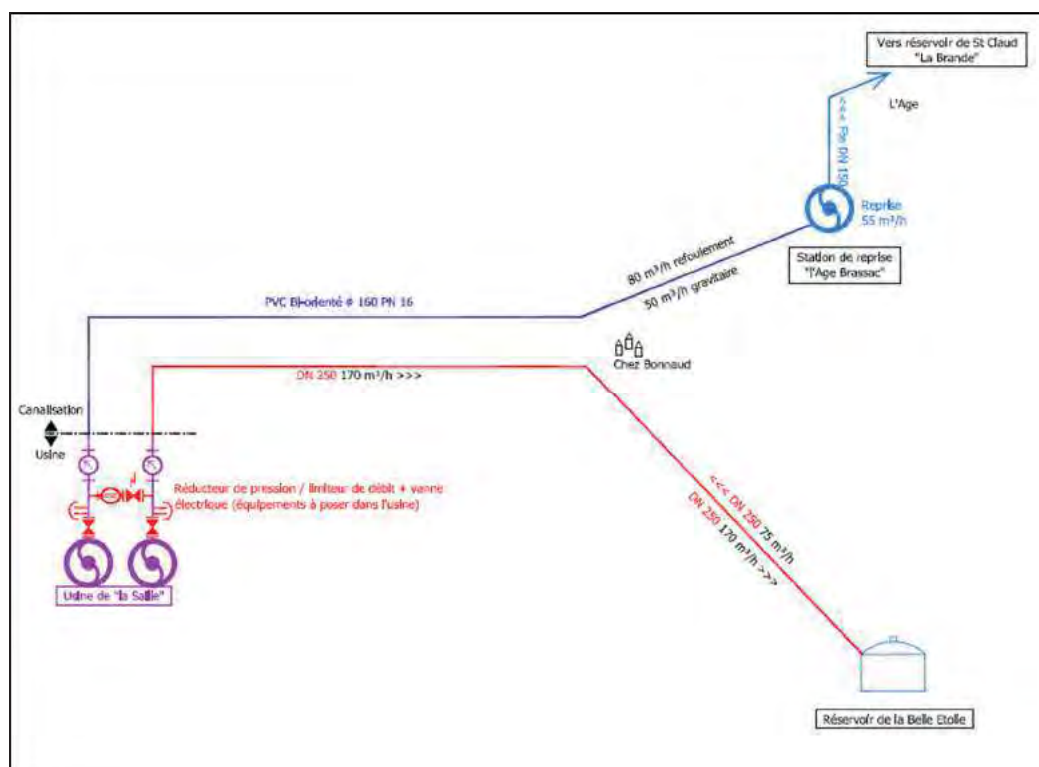 Vers réservoir de St Claud
"La Brande"
L'Age
<<< Fte DN 150
Reprise
55 m³/h
Station de reprise
"l'Age Brassac"
80 m³/h refoulement
50 m³/h gravitaire
PVC Bi-orienté ø 160 PN 16
Chez Bonnaud
DN 250 170 m³/h >>>
Canalisation
Usine
Réducteur de pression / limiteur de débit + vanne
électrique (équipements à poser dans l'usine)
<<< DN 250 75 m³/h
DN 250 170 m³/h >>>
Usine de "la Sallie"
Réservoir de la Belle Etoile